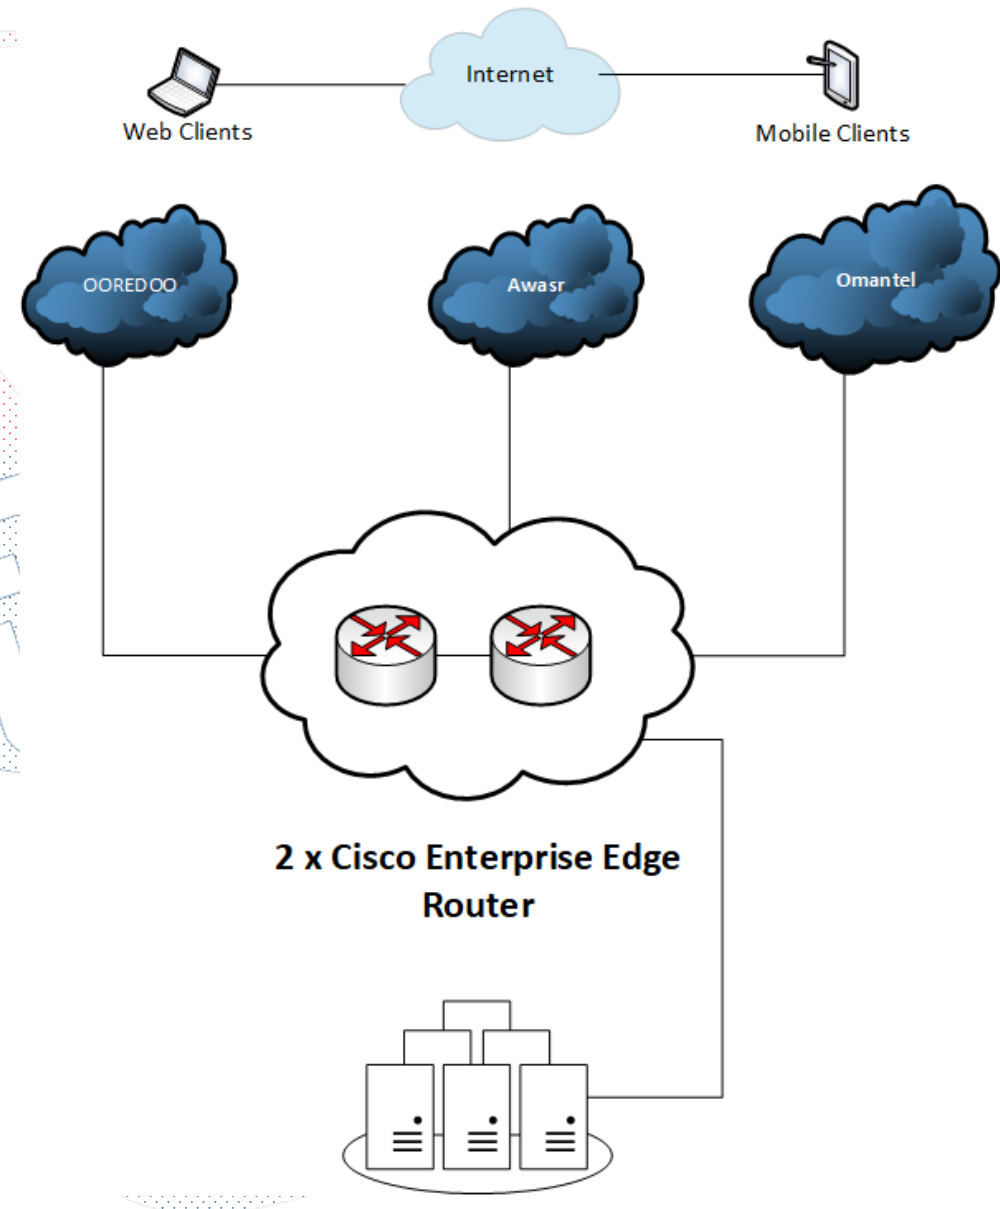 Internet
Web Clients
Mobile Clients
OOREDOO
Awasr
Omantel
2 x Cisco Enterprise Edge
Router